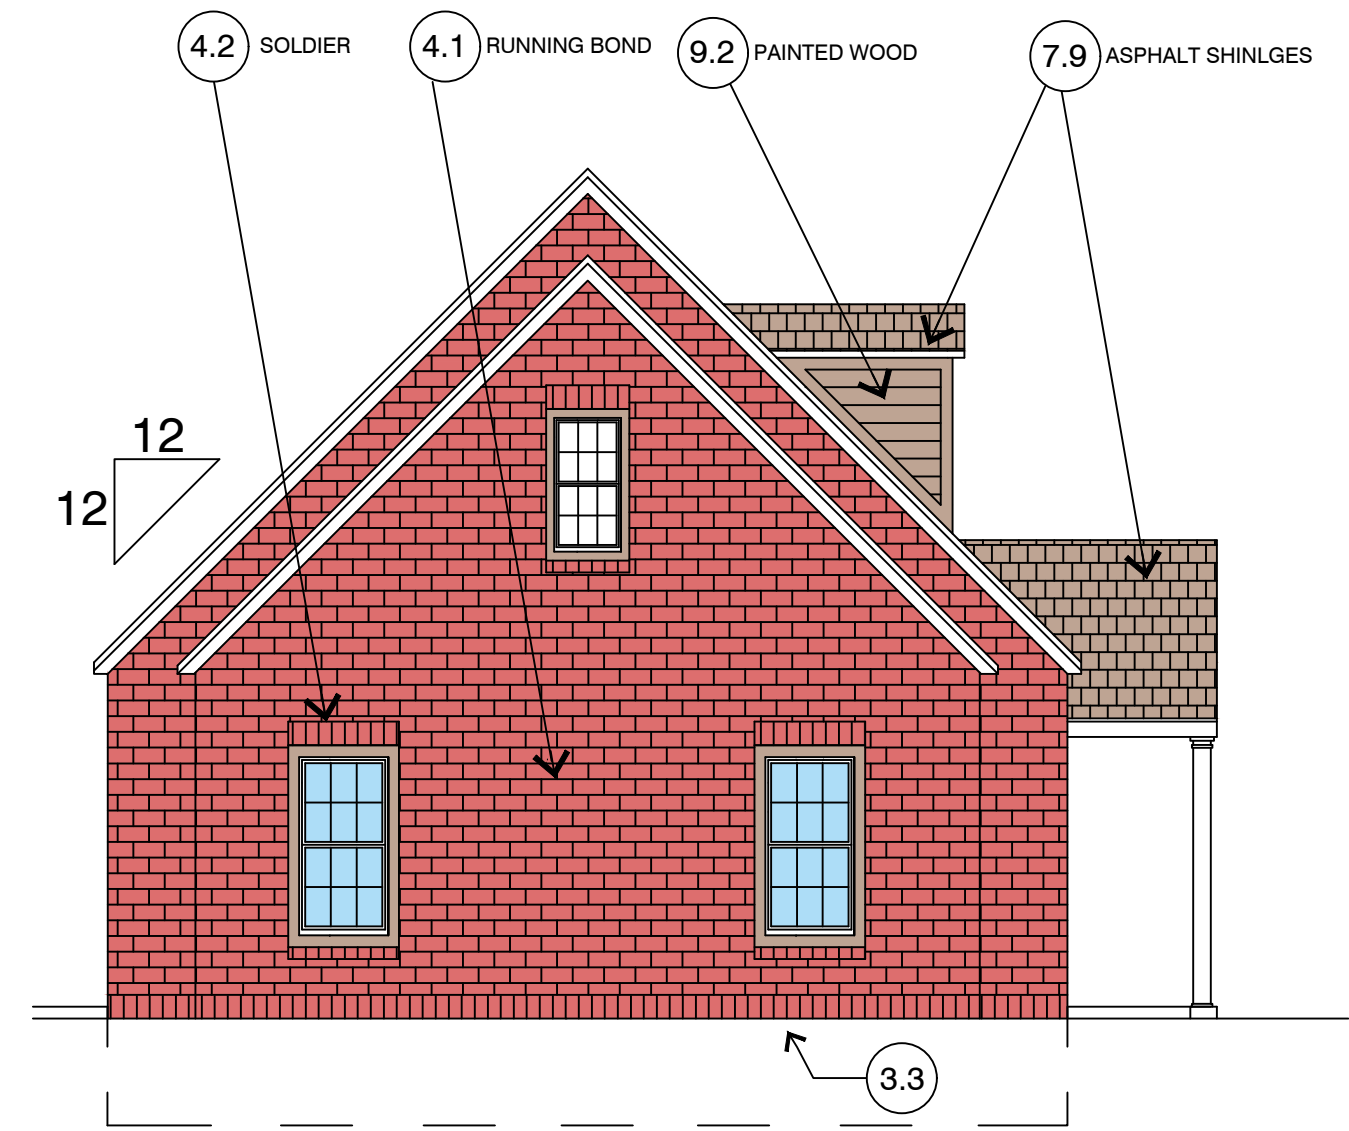 4.2 SOLDIER
4.1 RUNNING BOND
9.2 PAINTED WOOD
7.9 ASPHALT SHINLGES
12
12
3.3